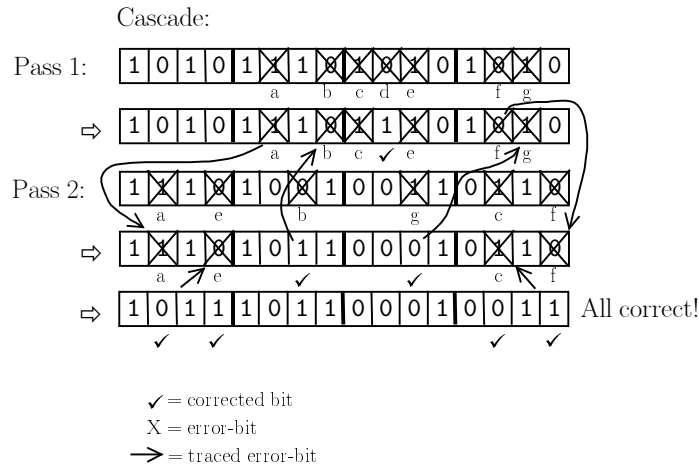 Cascade:
Pass 1: 1 0 1 0 1 1 1 0 1 0 1 0 1 0 1 0
a b c d e f g
⇨ 1 0 1 0 1 1 1 0 1 1 1 0 1 0 1 0
a b c ✓ e f g
Pass 2: 1 1 1 0 1 0 0 1 0 0 1 1 0 1 1 0
a e b g c f
⇨ 1 1 1 0 1 0 1 1 0 0 0 1 0 1 1 0
a e ✓ ✓ c f
⇨ 1 0 1 1 1 0 1 1 0 0 0 1 0 0 1 1 All correct!
✓ ✓ ✓ ✓
✓ = corrected bit
X = error-bit
→ = traced error-bit